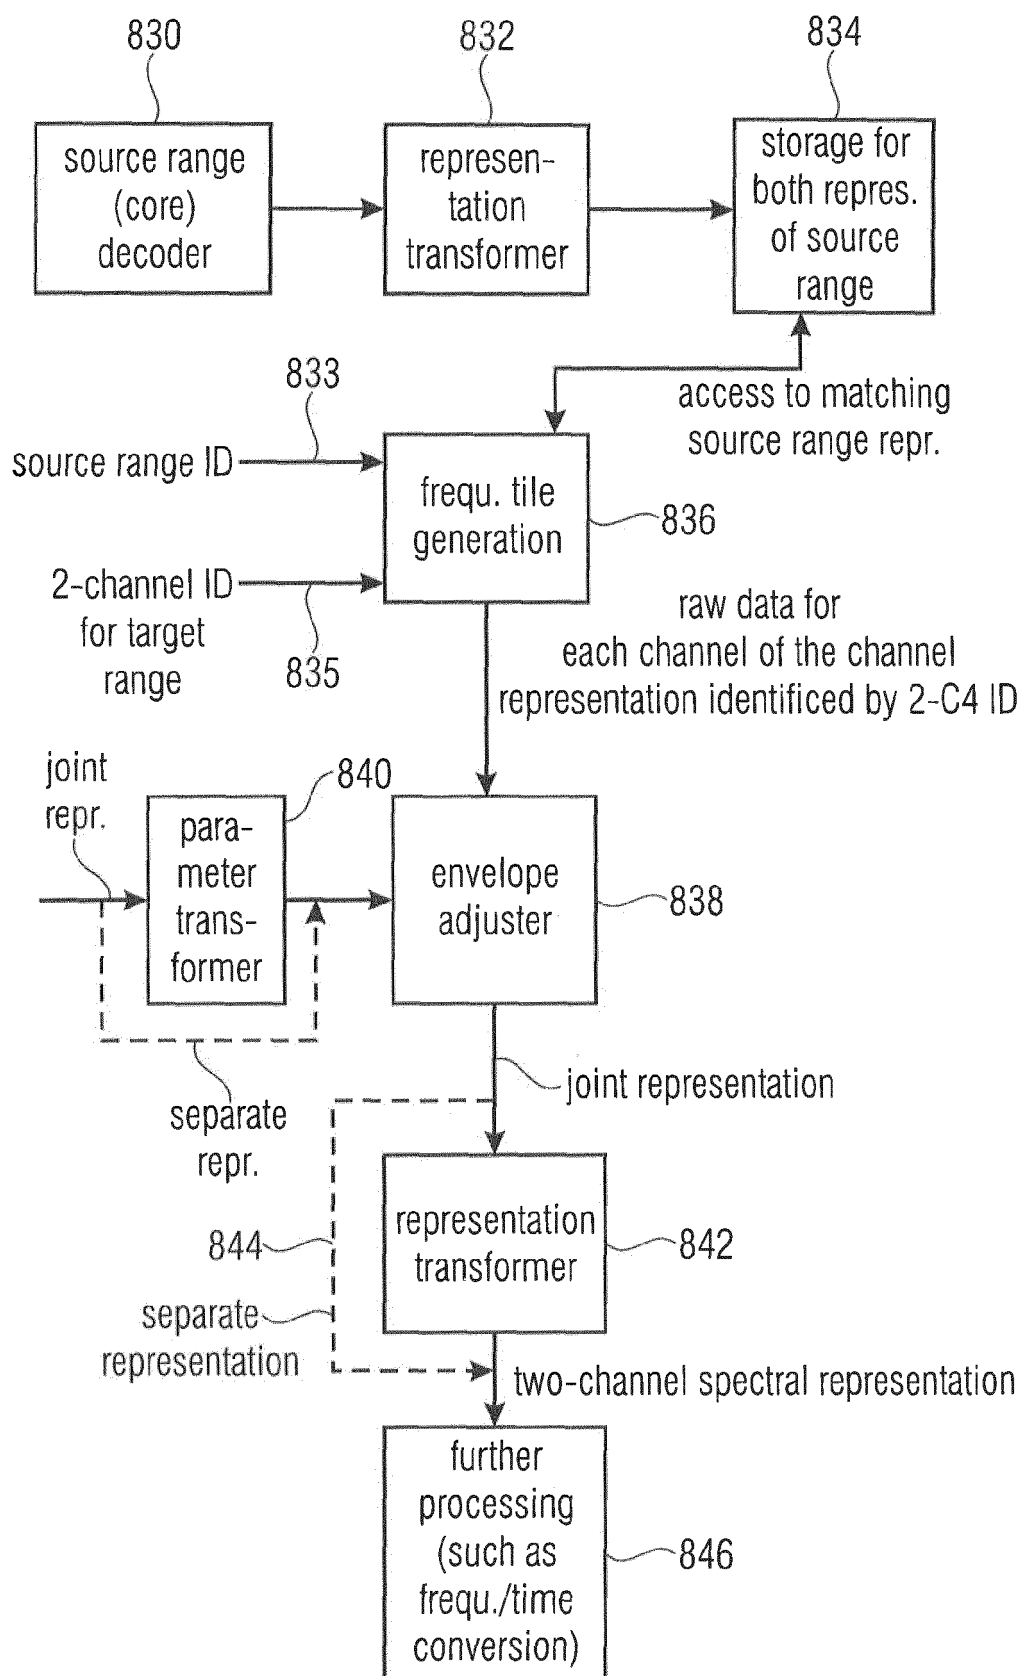 830
832
834
source range
(core)
decoder
represen-
tation
transformer
storage for
both repres.
of source
range
833
access to matching
source range repr.
source range ID
frequ. tile
generation
836
2-channel ID
for target
range
835
raw data for
each channel of the channel
representation identificed by 2-C4 ID
joint
repr.
840
para-
meter
trans-
former
envelope
adjuster
838
separate
repr.
joint representation
844
representation
transformer
842
separate
representation
two-channel spectral representation
further
processing
(such as
frequ./time
conversion)
846